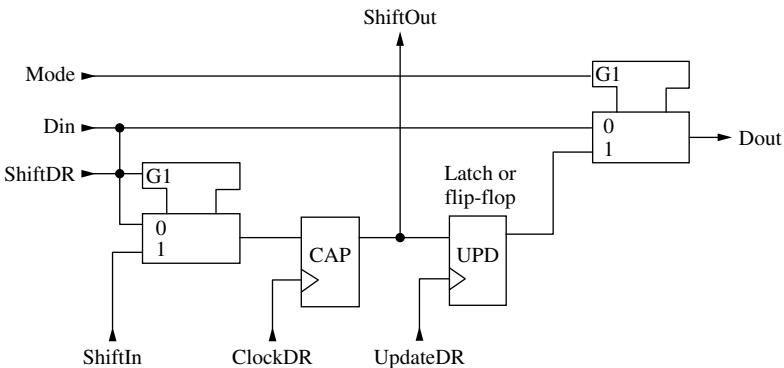 ShiftOut
Mode
G1
Din
0
1
Dout
ShiftDR
G1
Latch or
flip-flop
0
1
CAP
UPD
ShiftIn
ClockDR
UpdateDR